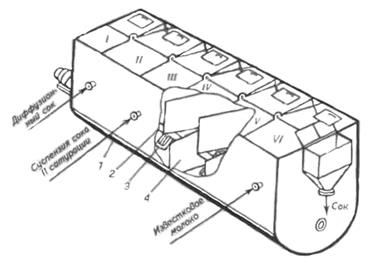 I
II
III
IV
V
VI
Диффузион-
ный сок
Суспензия сока
II сатурации
1
2
3
4
Известковое
молоко
Сок